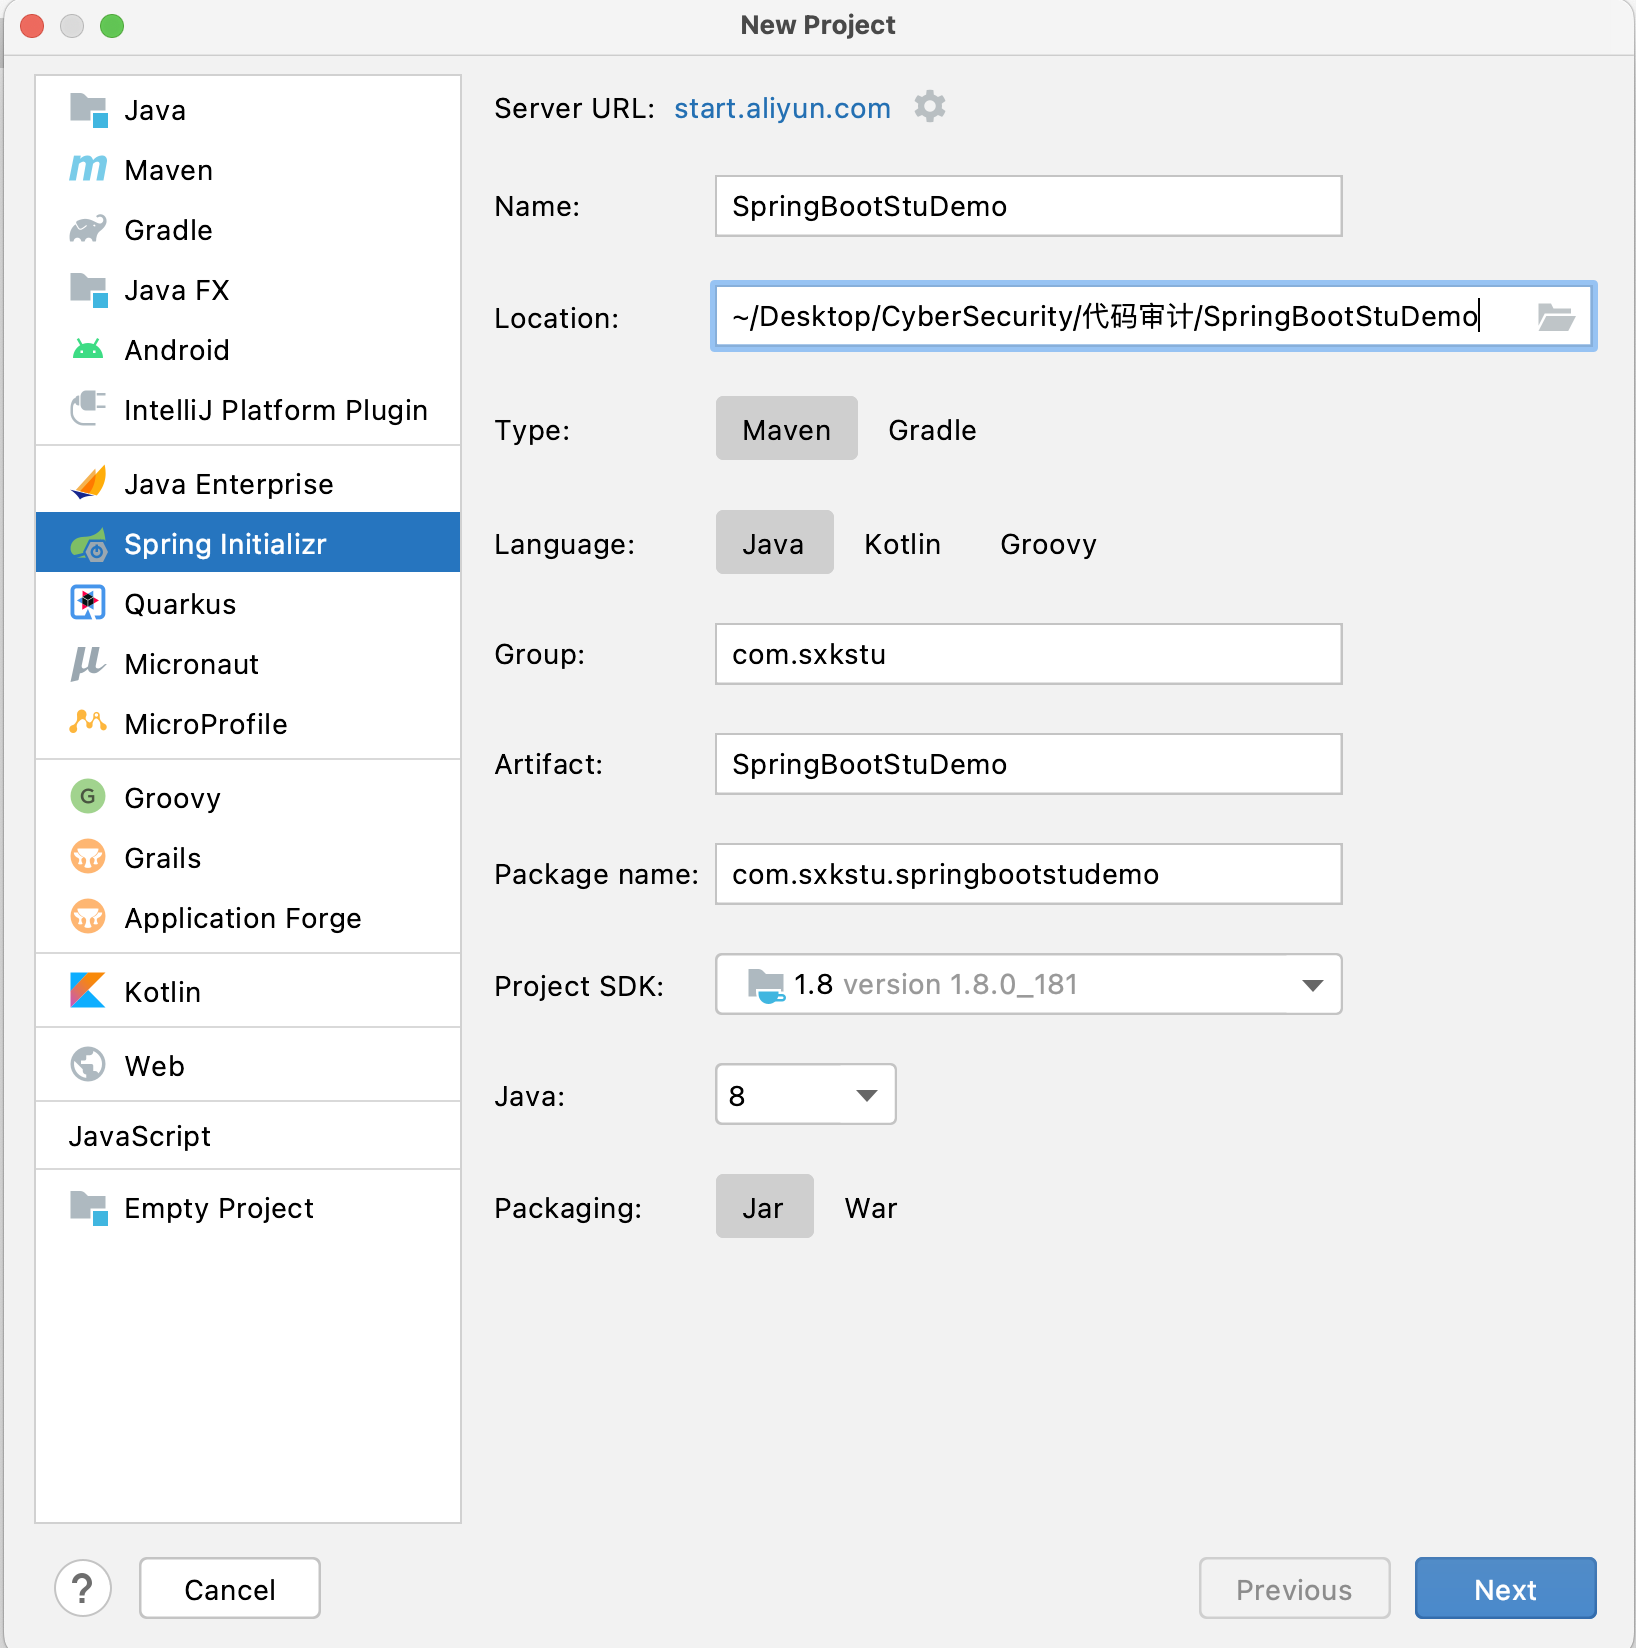 New Project
Java
Maven
Gradle
Java FX
Android
IntelliJ Platform Plugin
Java Enterprise
Spring Initializr
Quarkus
Micronaut
MicroProfile
G
Groovy
Grails
Application Forge
Kotlin
Web
JavaScript
Empty Project
Server URL: start.aliyun.com
Name: SpringBootStuDemo
Location: ~/Desktop/CyberSecurity/代码审计/SpringBootStuDemo
Type: Maven Gradle
Language: Java Kotlin Groovy
Group: com.sxkstu
Artifact: SpringBootStuDemo
Package name: com.sxkstu.springbootstudemo
Project SDK: 1.8 version 1.8.0_181
Java: 8
Packaging: Jar War
? Cancel Previous Next